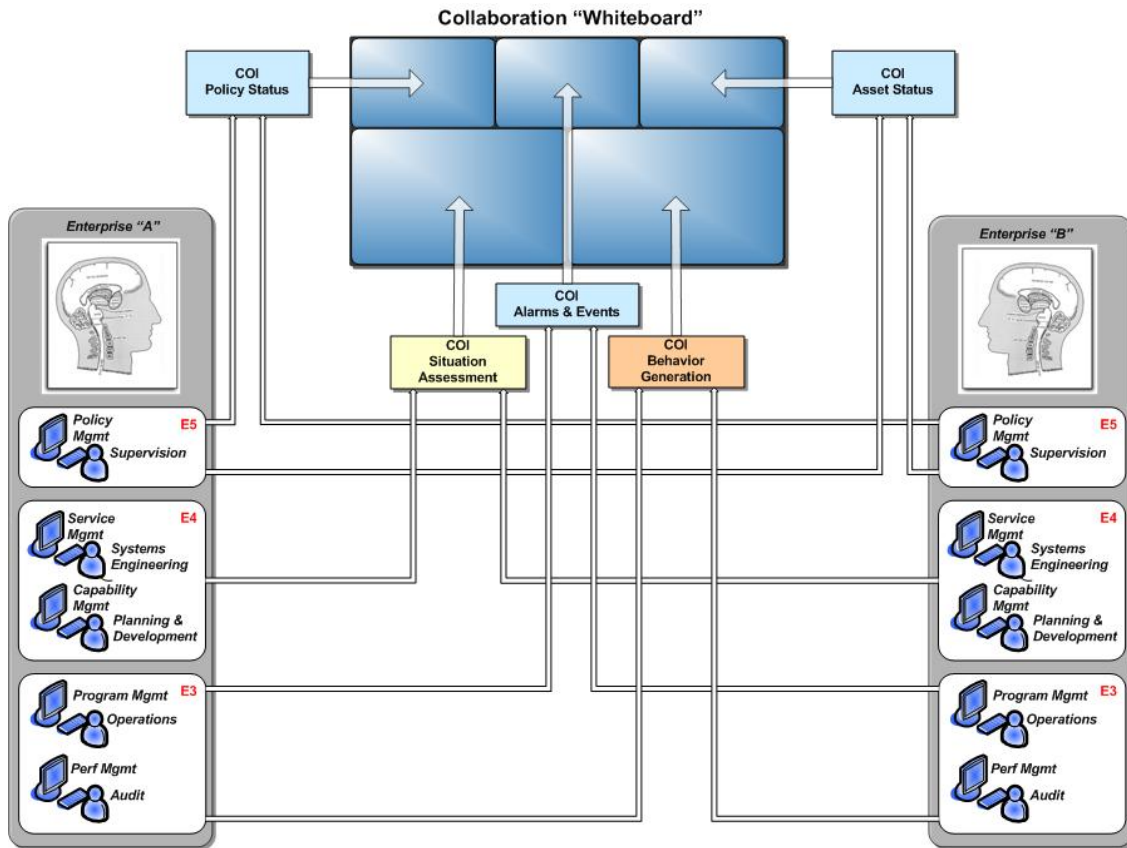 Collaboration “Whiteboard”
COI
Policy Status
COI
Asset Status
COI
Alarms & Events
COI
Situation
Assessment
COI
Behavior
Generation
Enterprise “A”
Policy
Mgmt
E5
Supervision
Service
Mgmt
E4
Systems
Engineering
Capability
Mgmt
Planning &
Development
Program Mgmt
E3
Operations
Perf Mgmt
Audit
Enterprise “B”
Policy
Mgmt
E5
Supervision
Service
Mgmt
E4
Systems
Engineering
Capability
Mgmt
Planning &
Development
Program Mgmt
E3
Operations
Perf Mgmt
Audit